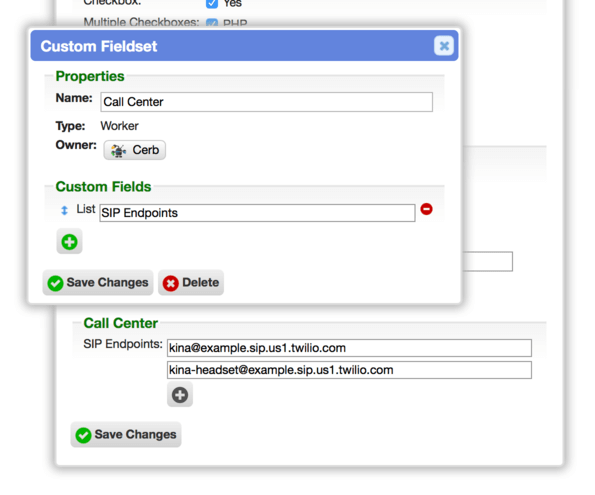 Checkbox: Yes
Multiple Checkboxes: PHP
Custom Fieldset
Properties
Name: Call Center
Type: Worker
Owner: Cerb
Custom Fields
List SIP Endpoints
Save Changes Delete
Call Center
SIP Endpoints: kina@example.sip.us1.twilio.com
kina-headset@example.sip.us1.twilio.com
Save Changes